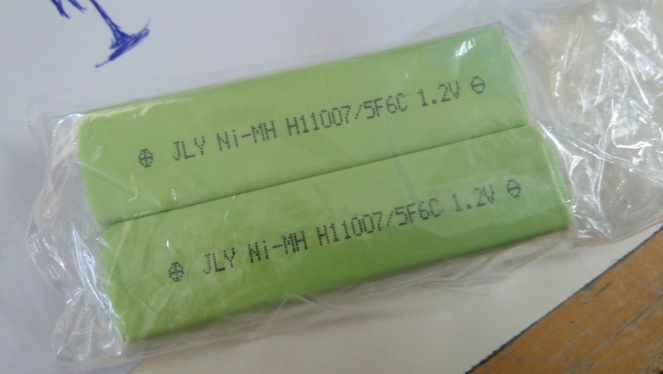 ⊕ JLY Ni-MH H11007/5F6C 1.2V ⊖
⊕ JLY Ni-MH H11007/5F6C 1.2V ⊖